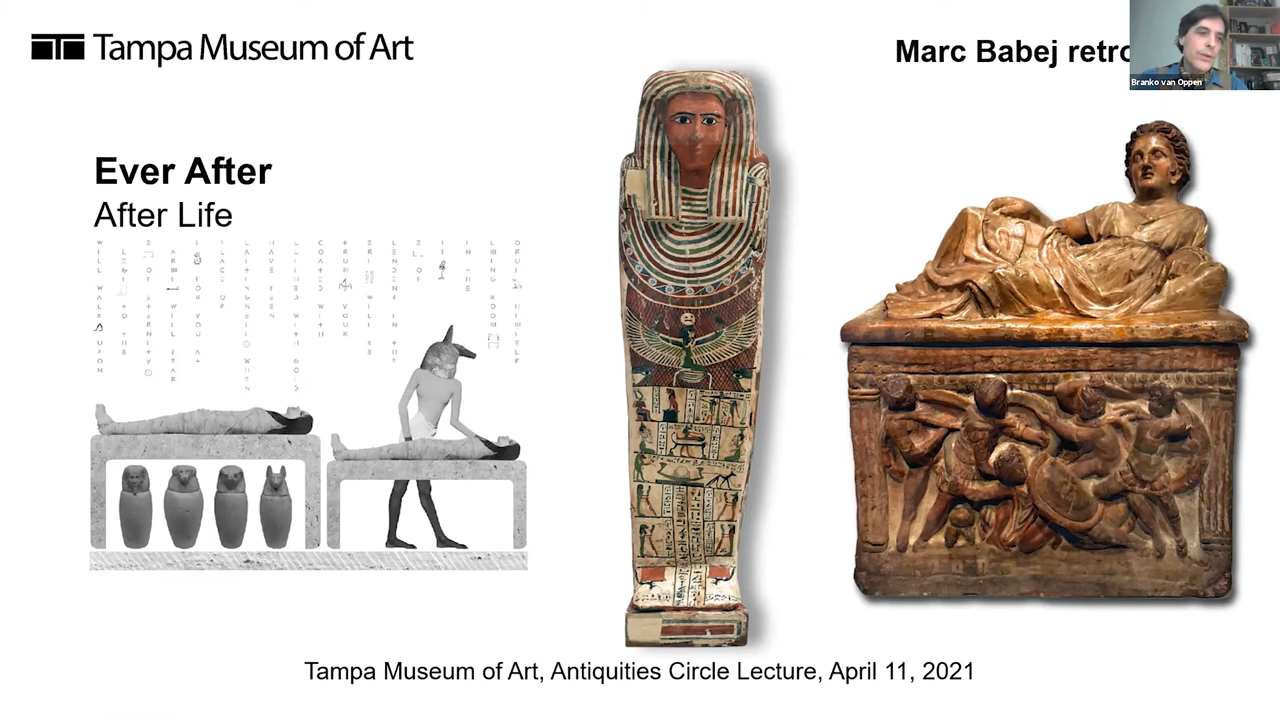 Tampa Museum of Art
Marc Babej retro
Branko van Oppen
Ever After
After Life
Tampa Museum of Art, Antiquities Circle Lecture, April 11, 2021